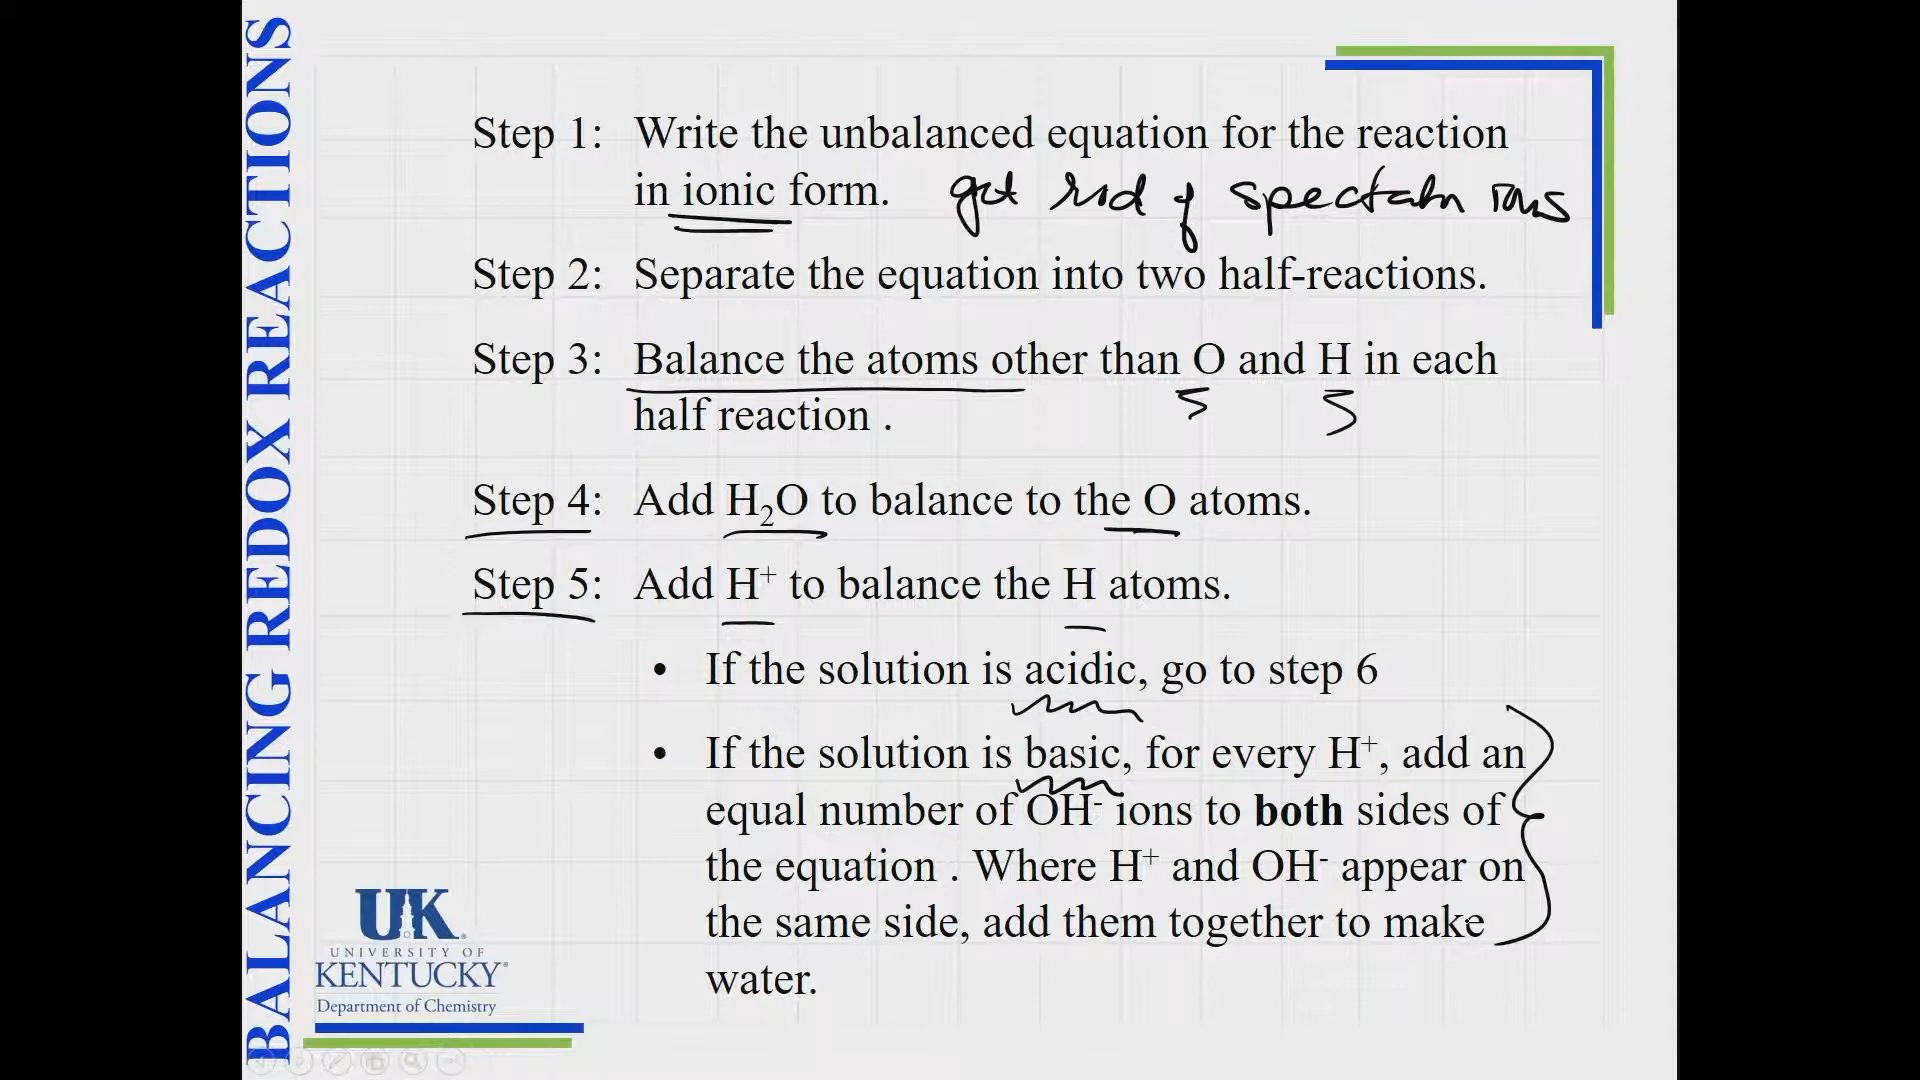 BALANCING REDOX REACTIONS
Step 1: Write the unbalanced equation for the reaction
in ionic form. get rid of spectator ions
Step 2: Separate the equation into two half-reactions.
Step 3: Balance the atoms other than O and H in each
half reaction .
Step 4: Add H₂O to balance to the O atoms.
Step 5: Add H⁺ to balance the H atoms.
• If the solution is acidic, go to step 6
• If the solution is basic, for every H⁺, add an
equal number of OH⁻ ions to both sides of
the equation . Where H⁺ and OH⁻ appear on
the same side, add them together to make
water.
UK
UNIVERSITY OF
KENTUCKY®
Department of Chemistry